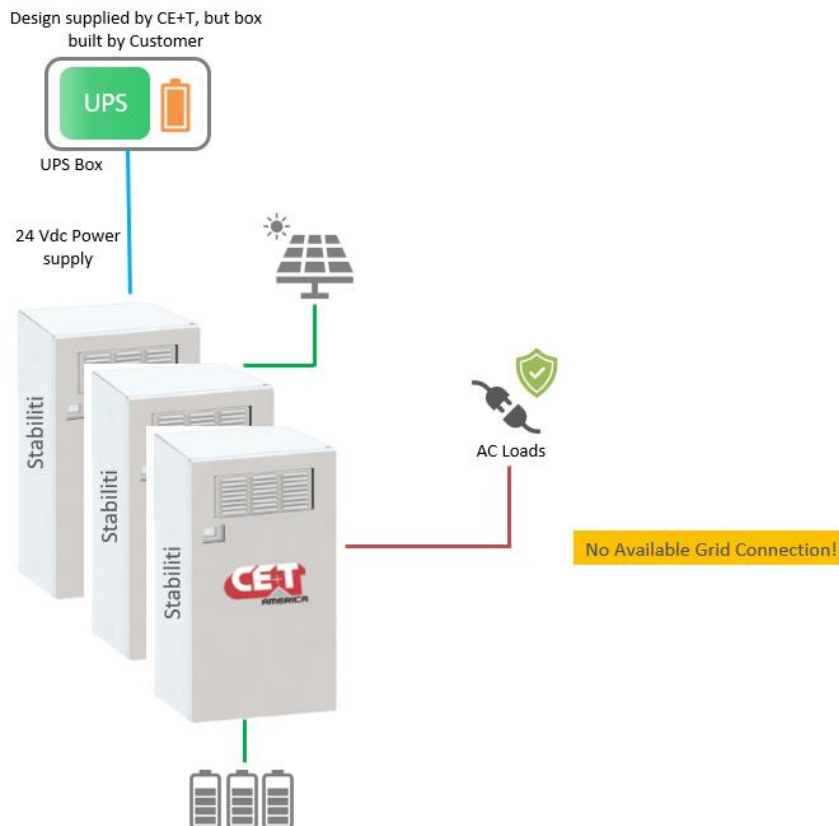 Design supplied by CE+T, but box
built by Customer
UPS
UPS Box
24 Vdc Power
supply
Stabiliti
Stabiliti
Stabiliti
CE+T
AMERICA
AC Loads
No Available Grid Connection!